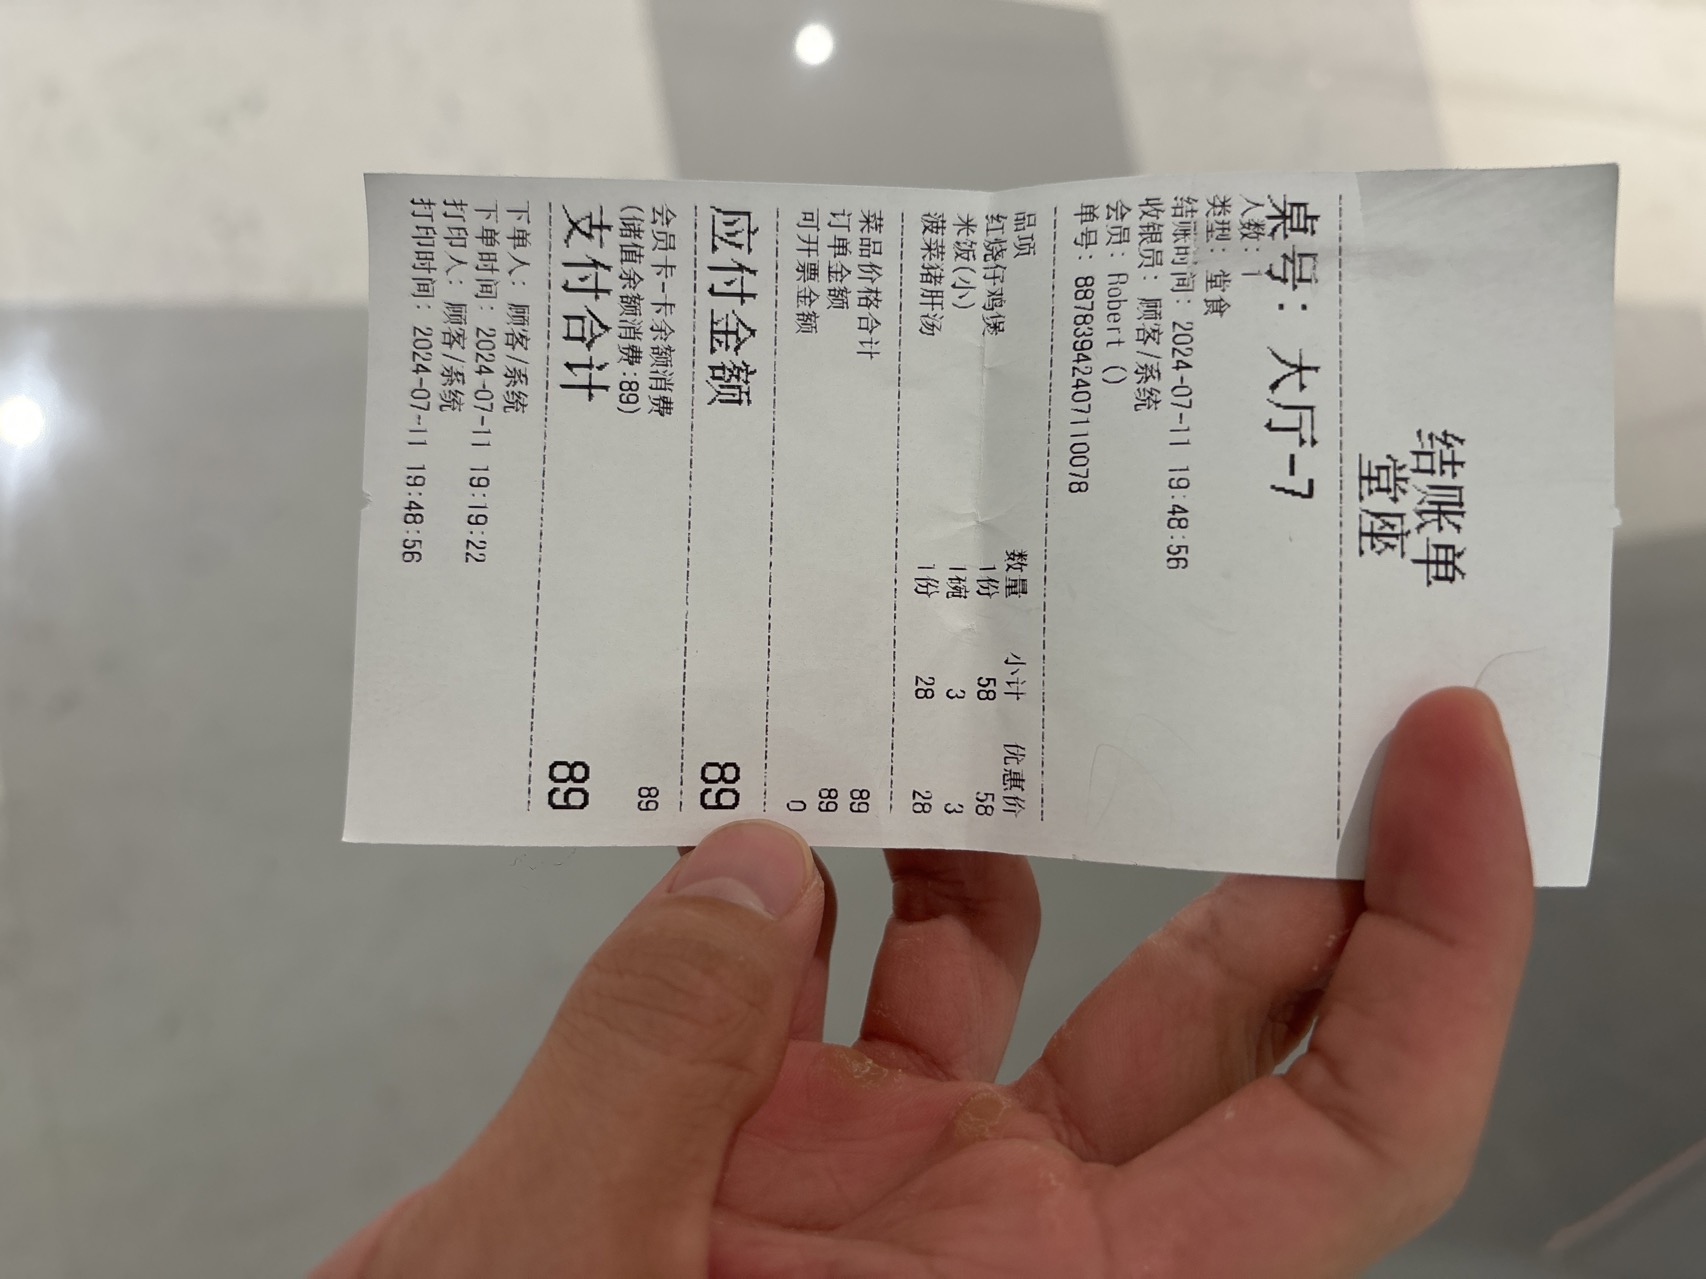 结账单
堂座
桌号: 大厅-7
人数: 1
类型: 堂食
结账时间: 2024-07-11 19:48:56
收银员: 顾客/系统
会员: Robert ()
单号: 88783942407110078
品项 数量 小计 优惠价
红烧仔鸡煲 1份 58 58
米饭(小) 1碗 3 3
菠菜猪肝汤 1份 28 28
菜品价格合计 89
订单金额 89
可开票金额 0
应付金额 89
会员卡-卡余额消费 89
(储值余额消费:89)
支付合计 89
下单人: 顾客/系统
下单时间: 2024-07-11 19:19:22
打印人: 顾客/系统
打印时间: 2024-07-11 19:48:56